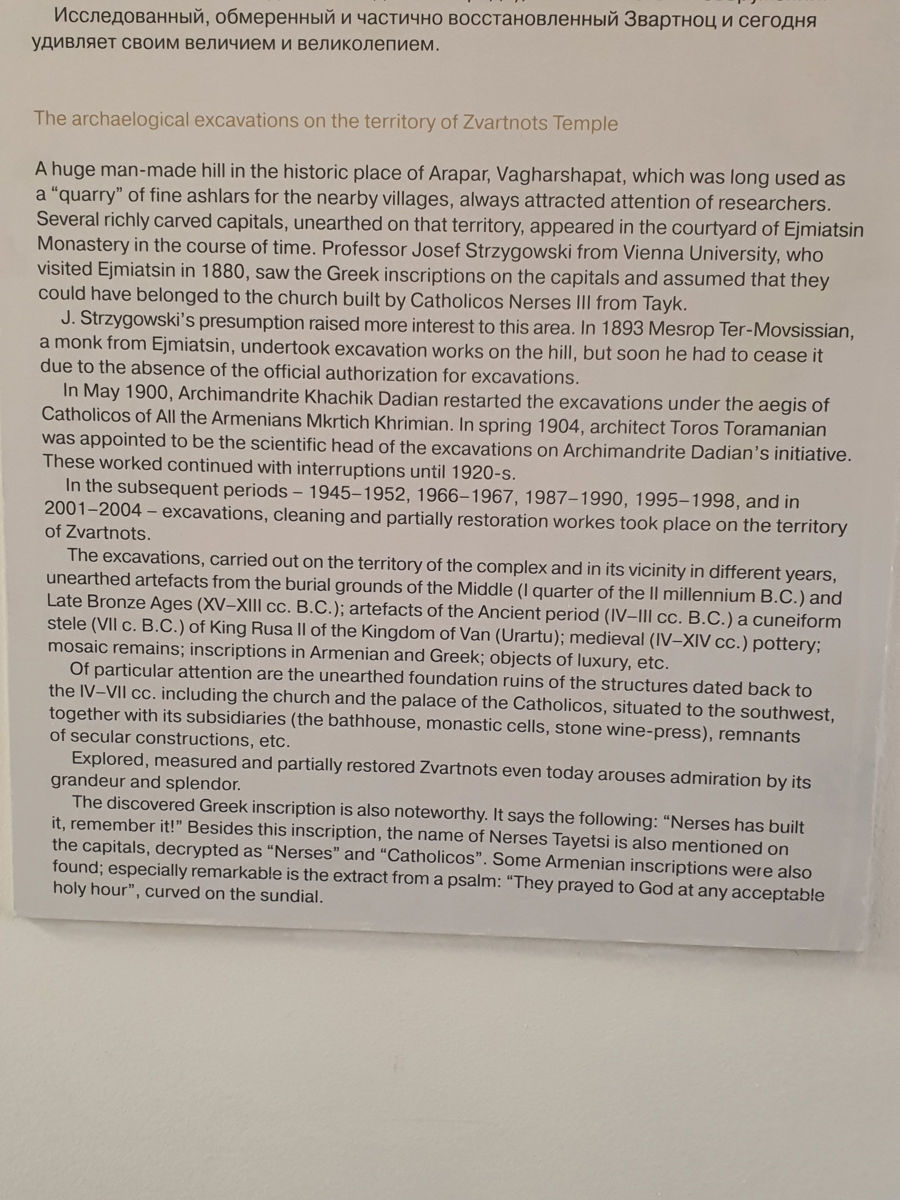 Исследованный, обмеренный и частично восстановленный Звартноц и сегодня
удивляет своим величием и великолепием.
The archaelogical excavations on the territory of Zvartnots Temple
A huge man-made hill in the historic place of Arapar, Vagharshapat, which was long used as
a “quarry” of fine ashlars for the nearby villages, always attracted attention of researchers.
Several richly carved capitals, unearthed on that territory, appeared in the courtyard of Ejmiatsin
Monastery in the course of time. Professor Josef Strzygowski from Vienna University, who
visited Ejmiatsin in 1880, saw the Greek inscriptions on the capitals and assumed that they
could have belonged to the church built by Catholicos Nerses III from Tayk.
J. Strzygowski’s presumption raised more interest to this area. In 1893 Mesrop Ter-Movsissian,
a monk from Ejmiatsin, undertook excavation works on the hill, but soon he had to cease it
due to the absence of the official authorization for excavations.
In May 1900, Archimandrite Khachik Dadian restarted the excavations under the aegis of
Catholicos of All the Armenians Mkrtich Khrimian. In spring 1904, architect Toros Toramanian
was appointed to be the scientific head of the excavations on Archimandrite Dadian’s initiative.
These worked continued with interruptions until 1920-s.
In the subsequent periods – 1945–1952, 1966–1967, 1987–1990, 1995–1998, and in
2001–2004 – excavations, cleaning and partially restoration workes took place on the territory
of Zvartnots.
The excavations, carried out on the territory of the complex and in its vicinity in different years,
unearthed artefacts from the burial grounds of the Middle (I quarter of the II millennium B.C.) and
Late Bronze Ages (XV–XIII cc. B.C.); artefacts of the Ancient period (IV–III cc. B.C.) a cuneiform
stele (VII c. B.C.) of King Rusa II of the Kingdom of Van (Urartu); medieval (IV–XIV cc.) pottery;
mosaic remains; inscriptions in Armenian and Greek; objects of luxury, etc.
Of particular attention are the unearthed foundation ruins of the structures dated back to
the IV–VII cc. including the church and the palace of the Catholicos, situated to the southwest,
together with its subsidiaries (the bathhouse, monastic cells, stone wine-press), remnants
of secular constructions, etc.
Explored, measured and partially restored Zvartnots even today arouses admiration by its
grandeur and splendor.
The discovered Greek inscription is also noteworthy. It says the following: “Nerses has built
it, remember it!” Besides this inscription, the name of Nerses Tayetsi is also mentioned on
the capitals, decrypted as “Nerses” and “Catholicos”. Some Armenian inscriptions were also
found; especially remarkable is the extract from a psalm: “They prayed to God at any acceptable
holy hour”, curved on the sundial.